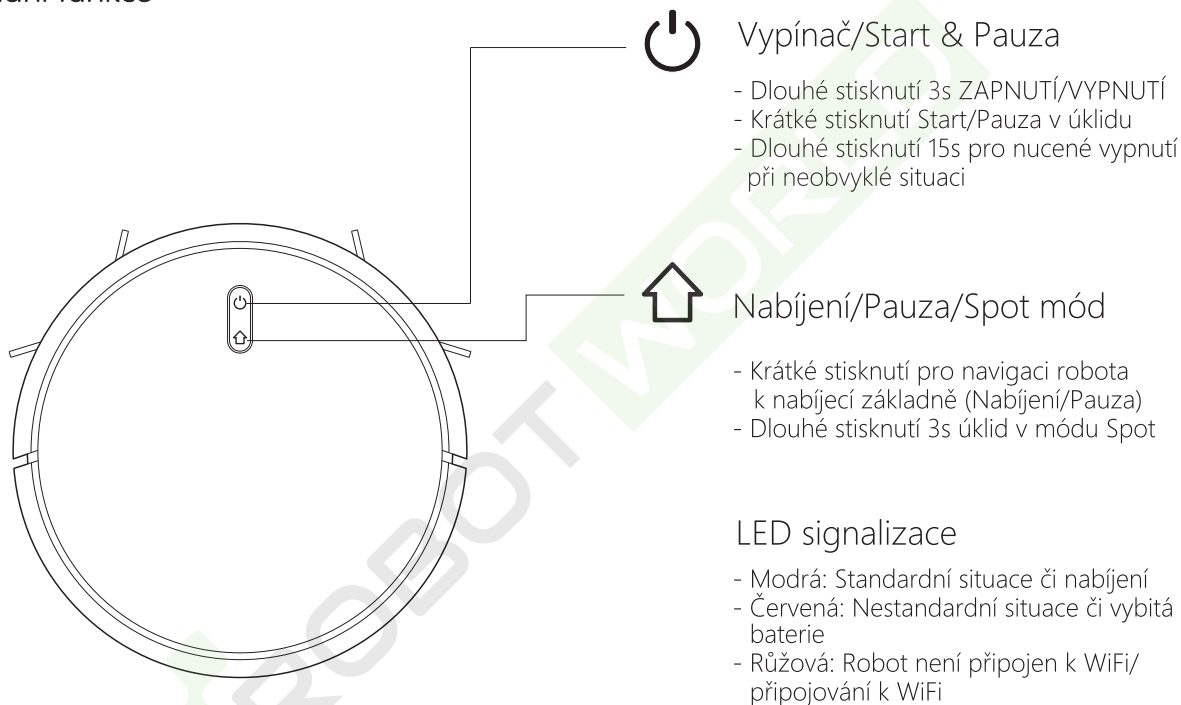 Vypínač/Start & Pauza
- Dlouhé stisknutí 3s ZAPNUTÍ/VYPNUTÍ
- Krátké stisknutí Start/Pauza v úklidu
- Dlouhé stisknutí 15s pro nucené vypnutí
při neobvyklé situaci
Nabíjení/Pauza/Spot mód
- Krátké stisknutí pro navigaci robota
k nabíjecí základně (Nabíjení/Pauza)
- Dlouhé stisknutí 3s úklid v módu Spot
LED signalizace
- Modrá: Standardní situace či nabíjení
- Červená: Nestandardní situace či vybitá
baterie
- Růžová: Robot není připojen k WiFi/
připojování k WiFi
ROBOT WORLD